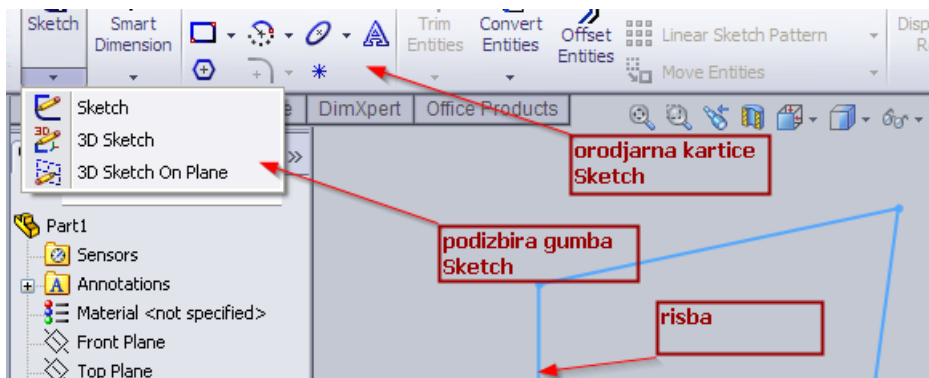 Sketch
Smart
Dimension
Trim
Entities
Convert
Entities
Offset
Entities
Linear Sketch Pattern
Move Entities
DimXpert
Office Products
Sketch
3D Sketch
3D Sketch On Plane
orodjarna kartice
Sketch
podizbira gumba
Sketch
risba
Part1
Sensors
Annotations
Material <not specified>
Front Plane
Top Plane